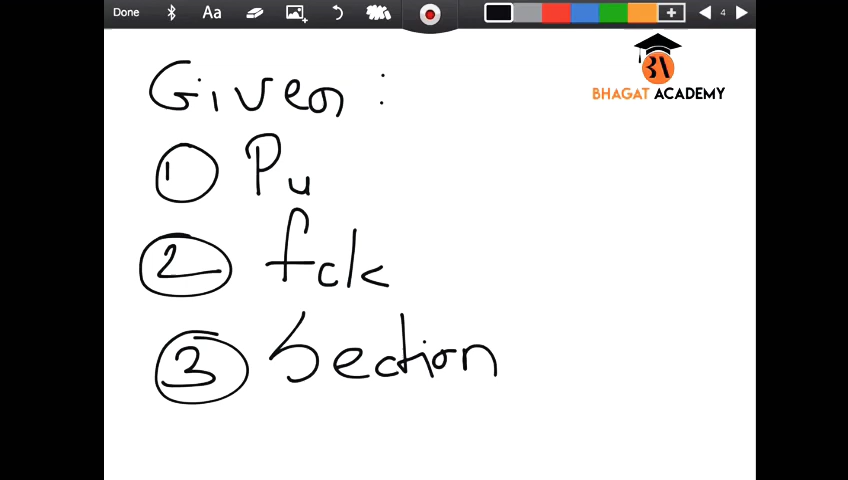 Done Aa 4
BHAGAT ACADEMY
Given :
1 Pu
2 fck
3 Section